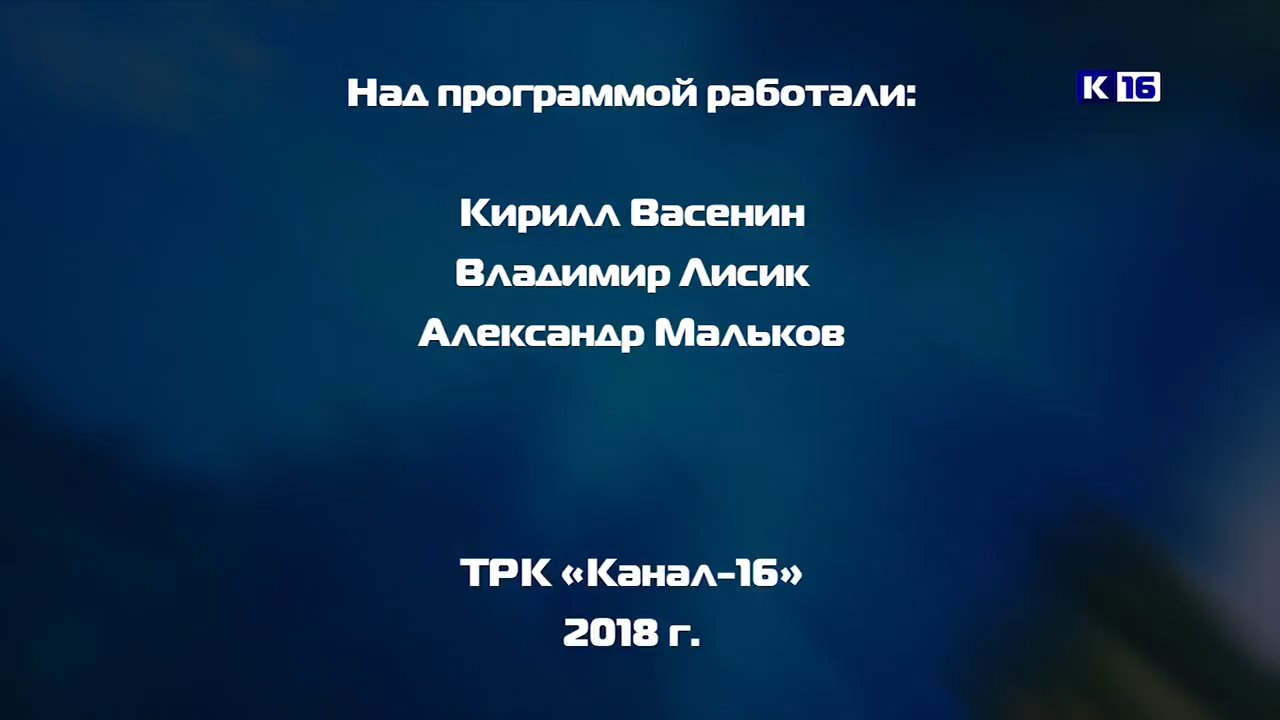 Над программой работали:
К 16
Кирилл Васенин
Владимир Лисик
Александр Мальков
ТРК «Канал-16»
2018 г.